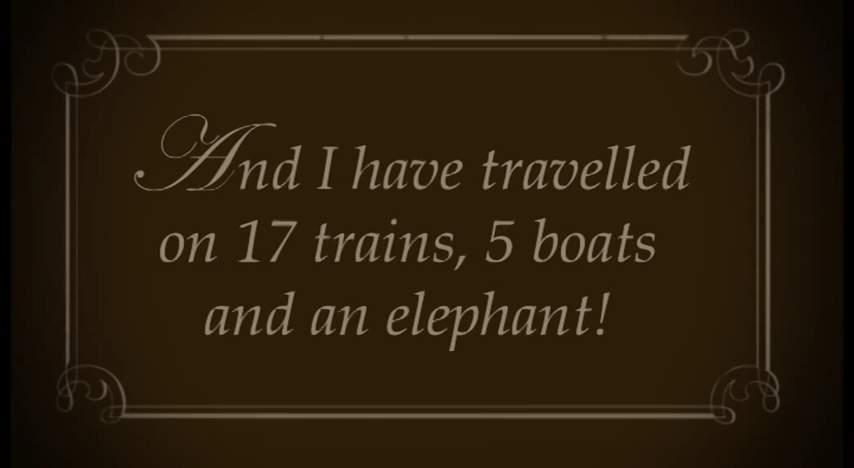 And I have travelled
on 17 trains, 5 boats
and an elephant!